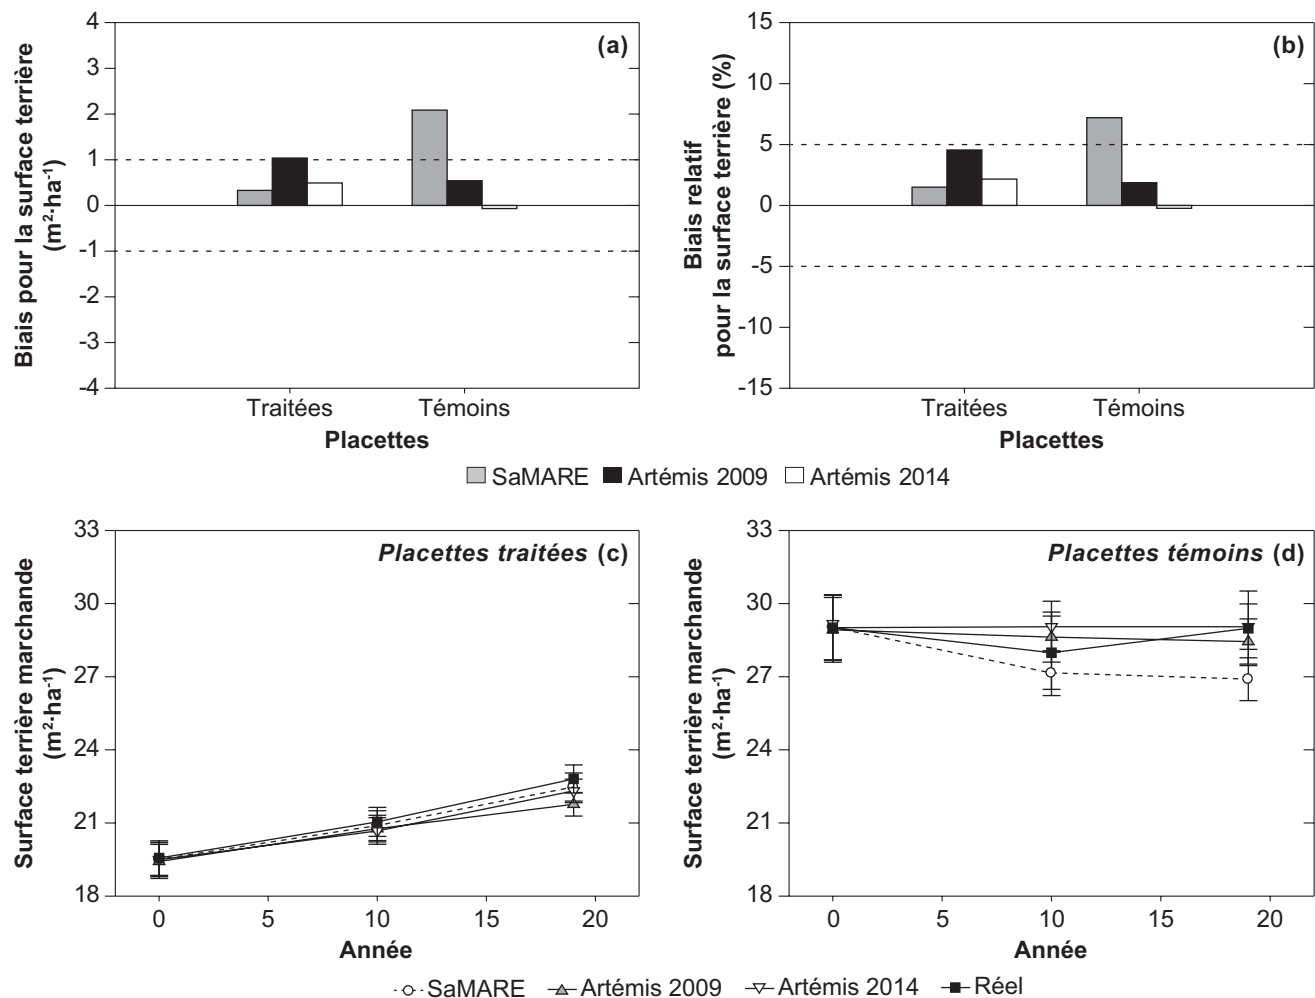 Biais pour la surface terrière
(m²·ha⁻¹)
4
3
2
1
0
-1
-2
-3
-4
(a)
Traitées Témoins
Placettes
Biais relatif
pour la surface terrière (%)
15
10
5
0
-5
-10
-15
(b)
Traitées Témoins
Placettes
SaMARE Artémis 2009 Artémis 2014
Surface terrière marchande
(m²·ha⁻¹)
33
30
27
24
21
18
Placettes traitées (c)
0 5 10 15 20
Année
Surface terrière marchande
(m²·ha⁻¹)
33
30
27
24
21
18
Placettes témoins (d)
0 5 10 15 20
Année
SaMARE Artémis 2009 Artémis 2014 Réel